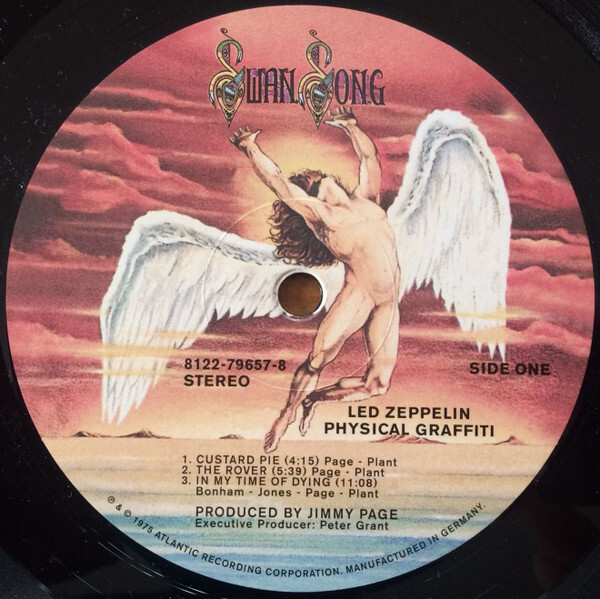 Swan Song
8122-79657-8
STEREO
SIDE ONE
LED ZEPPELIN
PHYSICAL GRAFFITI
1. CUSTARD PIE (4:15) Page - Plant
2. THE ROVER (5:39) Page - Plant
3. IN MY TIME OF DYING (11:08)
Bonham - Jones - Page - Plant
PRODUCED BY JIMMY PAGE
Executive Producer: Peter Grant
℗ & © 1975 ATLANTIC RECORDING CORPORATION. MANUFACTURED IN GERMANY.